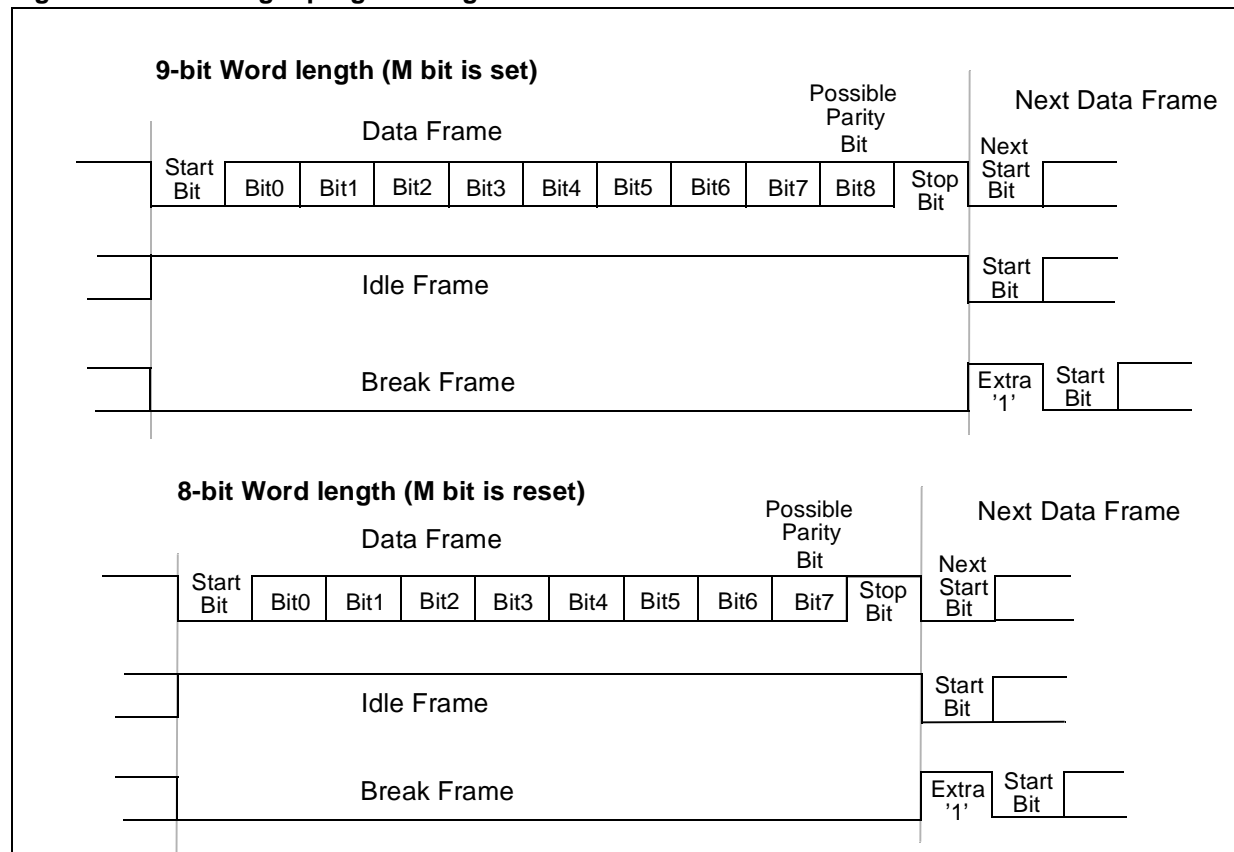 9-bit Word length (M bit is set)
Possible
Parity
Bit
Next Data Frame
Data Frame
Start
Bit
Bit0
Bit1
Bit2
Bit3
Bit4
Bit5
Bit6
Bit7
Bit8
Stop
Bit
Next
Start
Bit
Idle Frame
Start
Bit
Break Frame
Extra
’1’
Start
Bit
8-bit Word length (M bit is reset)
Possible
Parity
Bit
Next Data Frame
Data Frame
Start
Bit
Bit0
Bit1
Bit2
Bit3
Bit4
Bit5
Bit6
Bit7
Stop
Bit
Next
Start
Bit
Idle Frame
Start
Bit
Break Frame
Extra
’1’
Start
Bit